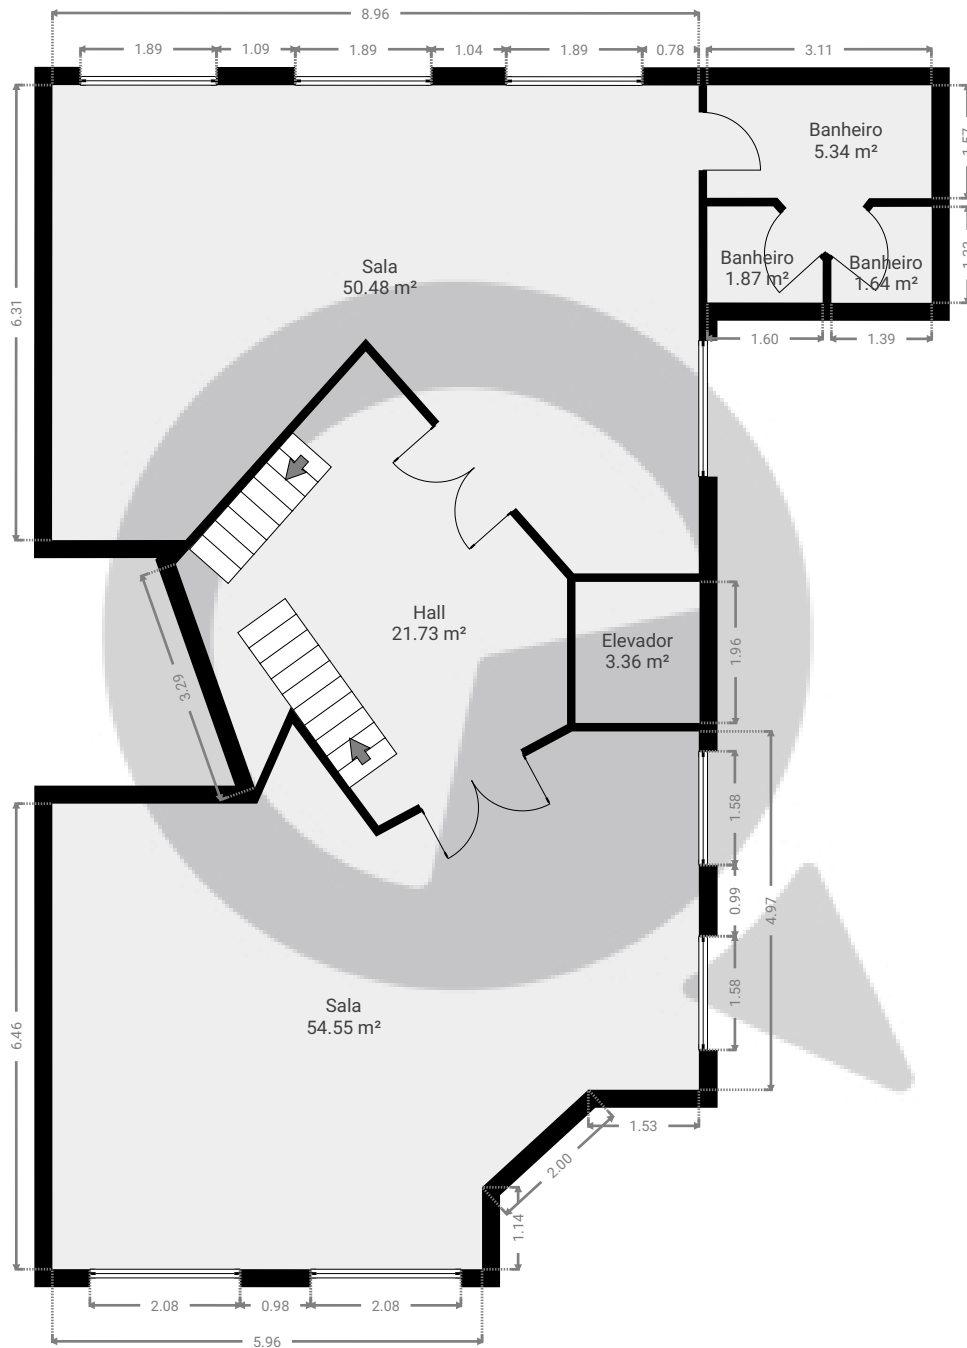 8.96
1.89
1.09
1.89
1.04
1.89
0.78
3.11
Banheiro
5.34 m²
1.57
Sala
50.48 m²
Banheiro
1.87 m²
Banheiro
1.64 m²
6.31
1.60
1.39
Hall
21.73 m²
Elevador
3.36 m²
1.96
3.29
1.58
0.99
4.97
1.58
Sala
54.55 m²
6.46
1.53
2.00
1.14
2.08
0.98
2.08
5.96